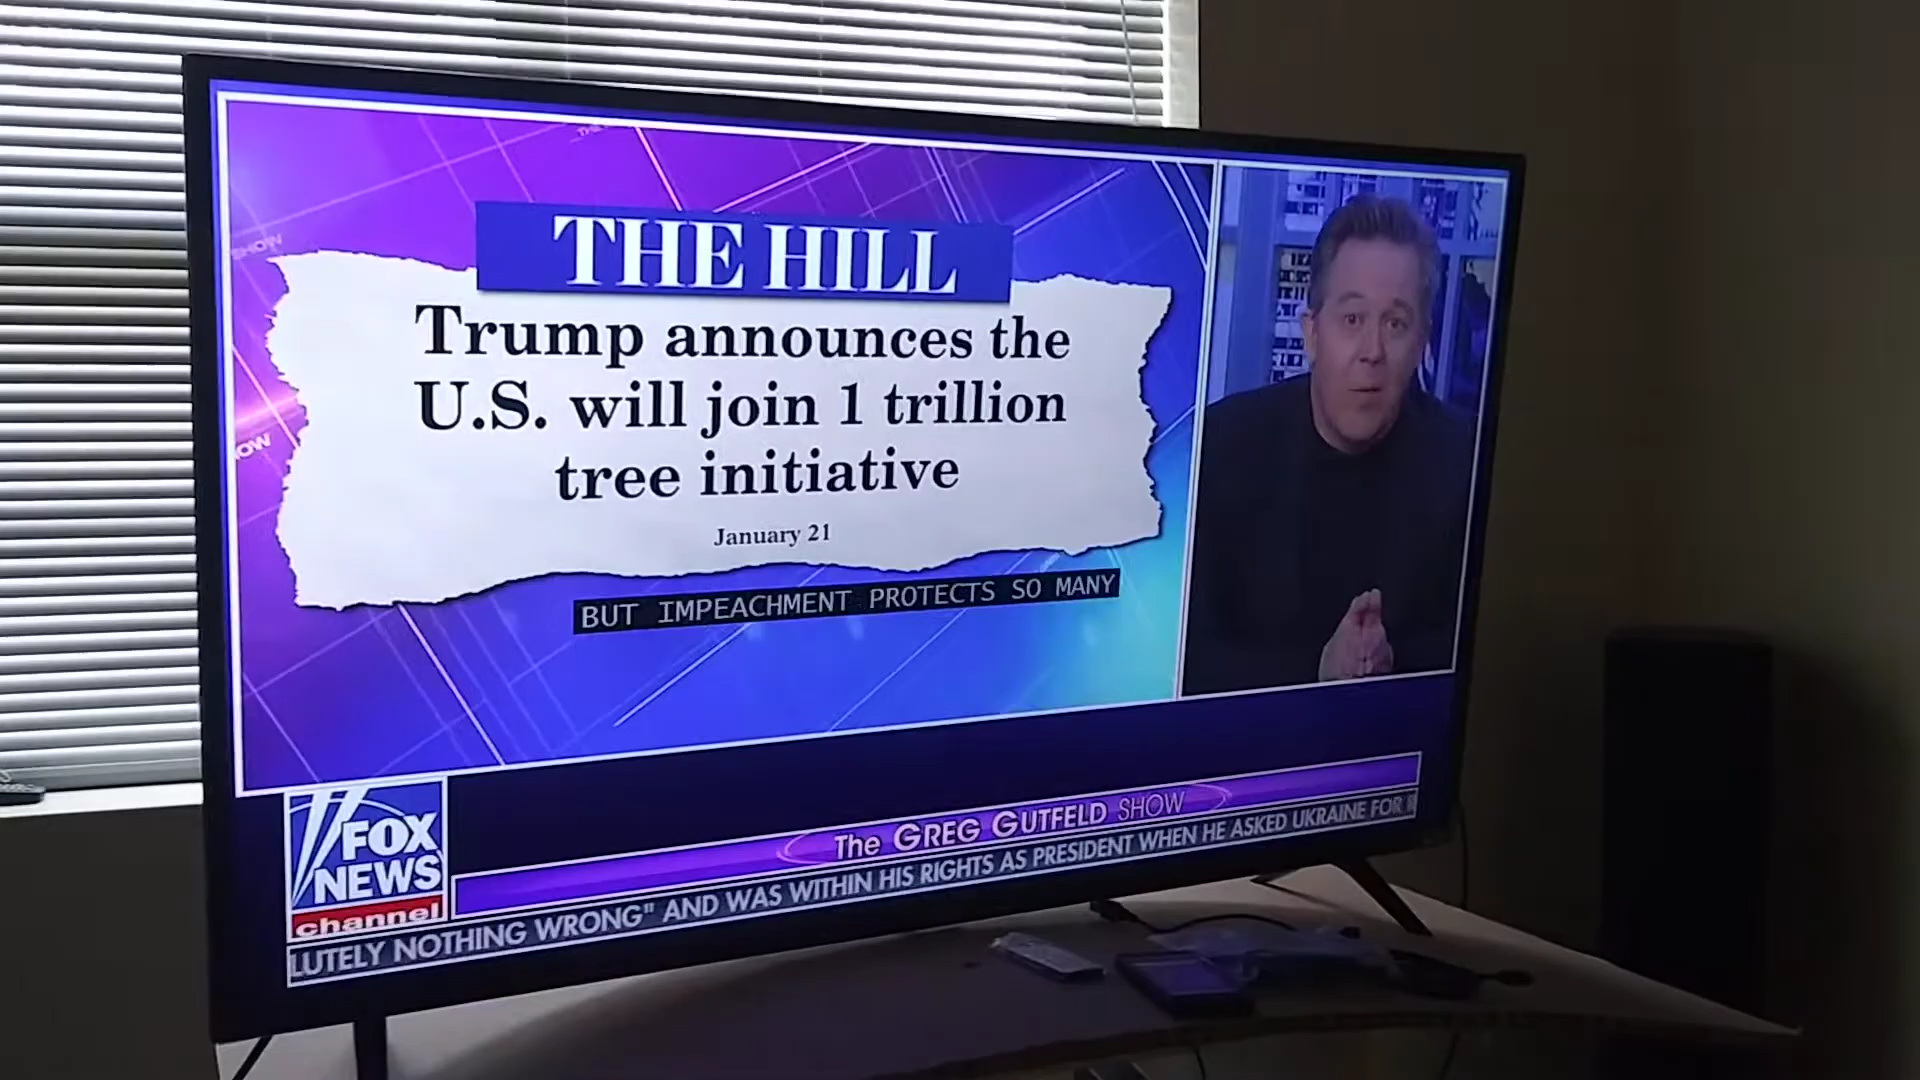 THE HILL
Trump announces the
U.S. will join 1 trillion
tree initiative
January 21
BUT IMPEACHMENT PROTECTS SO MANY
SHOW
OW
FOX
NEWS
channel
The GREG GUTFELD SHOW
LUTELY NOTHING WRONG" AND WAS WITHIN HIS RIGHTS AS PRESIDENT WHEN HE ASKED UKRAINE FOR